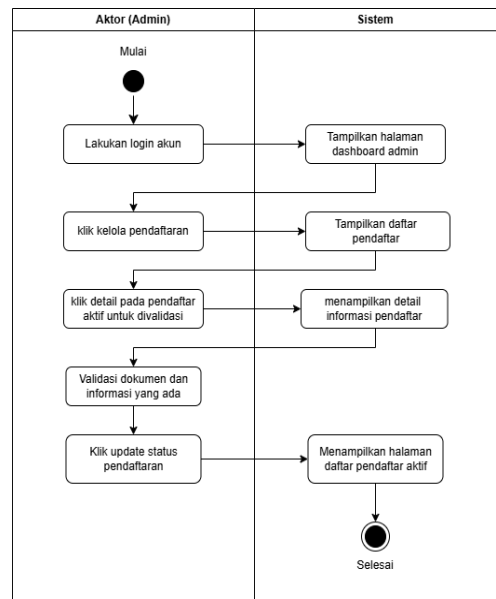 Aktor (Admin)
Sistem
Mulai
Lakukan login akun
Tampilkan halaman
dashboard admin
klik kelola pendaftaran
Tampilkan daftar
pendaftar
klik detail pada pendaftar
aktif untuk divalidasi
menampilkan detail
informasi pendaftar
Validasi dokumen dan
informasi yang ada
Klik update status
pendaftaran
Menampilkan halaman
daftar pendaftar aktif
Selesai